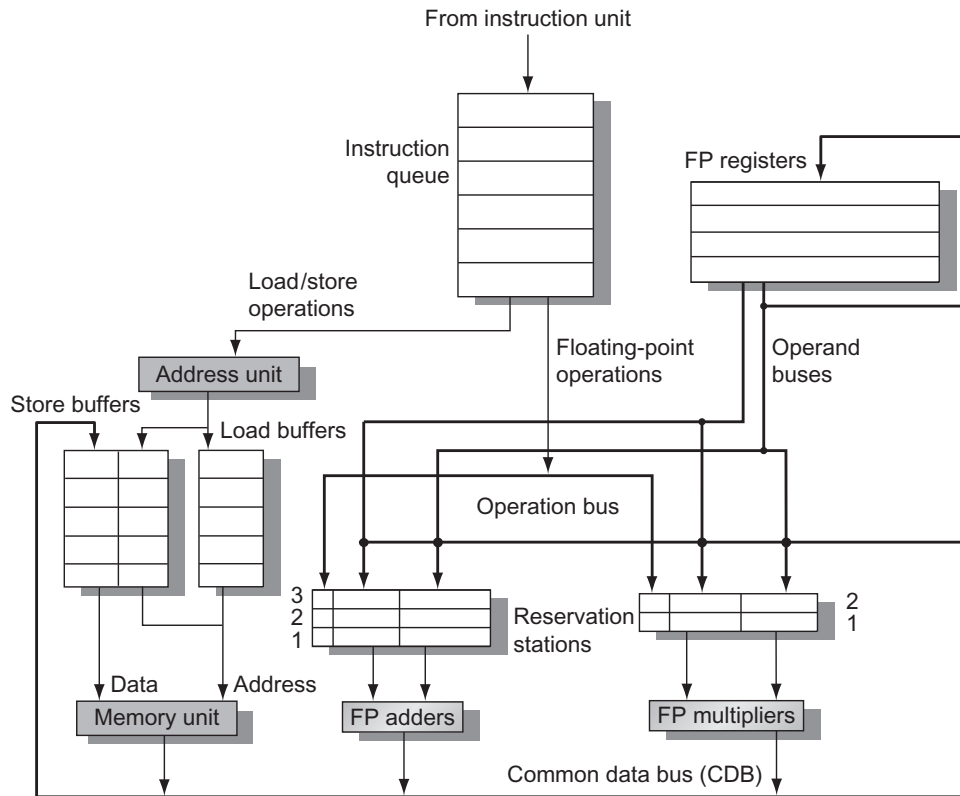 From instruction unit
Instruction
queue
FP registers
Load/store
operations
Floating-point
operations
Operand
buses
Address unit
Store buffers
Load buffers
Operation bus
3
2
1
Reservation
stations
2
1
Data
Address
Memory unit
FP adders
FP multipliers
Common data bus (CDB)